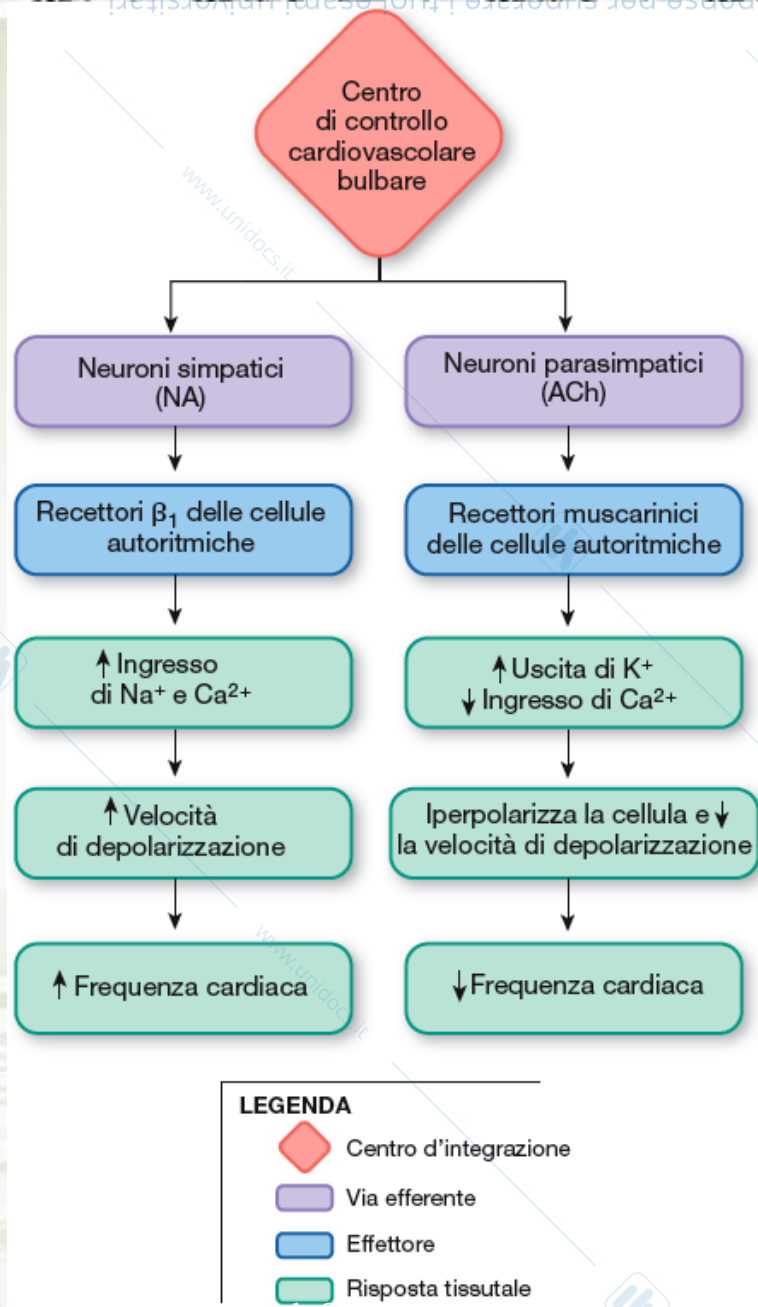 Centro
di controllo
cardiovascolare
bulbare
Neuroni simpatici
(NA)
Neuroni parasimpatici
(ACh)
Recettori β₁ delle cellule
autoritmiche
Recettori muscarinici
delle cellule autoritmiche
↑ Ingresso
di Na⁺ e Ca²⁺
↑ Uscita di K⁺
↓ Ingresso di Ca²⁺
↑ Velocità
di depolarizzazione
Iperpolarizza la cellula e ↓
la velocità di depolarizzazione
↑ Frequenza cardiaca
↓ Frequenza cardiaca
LEGENDA
Centro d'integrazione
Via efferente
Effettore
Risposta tissutale
www.unidocs.it
www.unidocs.it